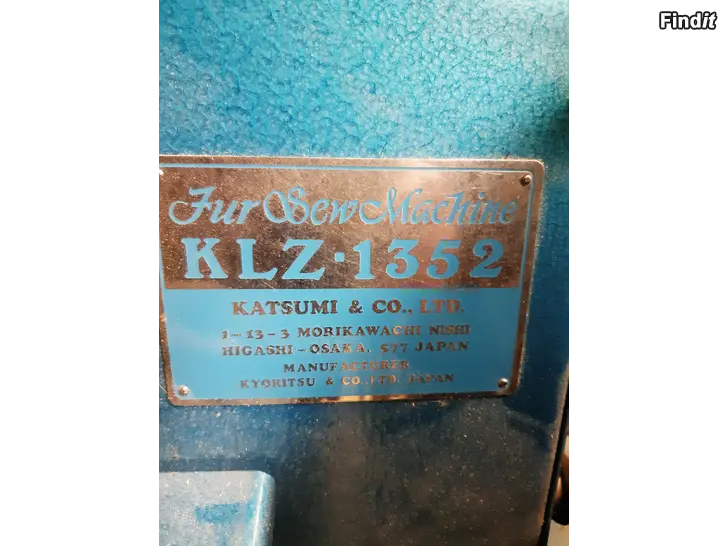 Findit
Fur Sew Machine
KLZ·1352
KATSUMI & CO., LTD.
1-13-3 MORIKAWACHI NISHI
HIGASHI-OSAKA, 577 JAPAN
MANUFACTURER
KYORITSU & CO., LTD. JAPAN